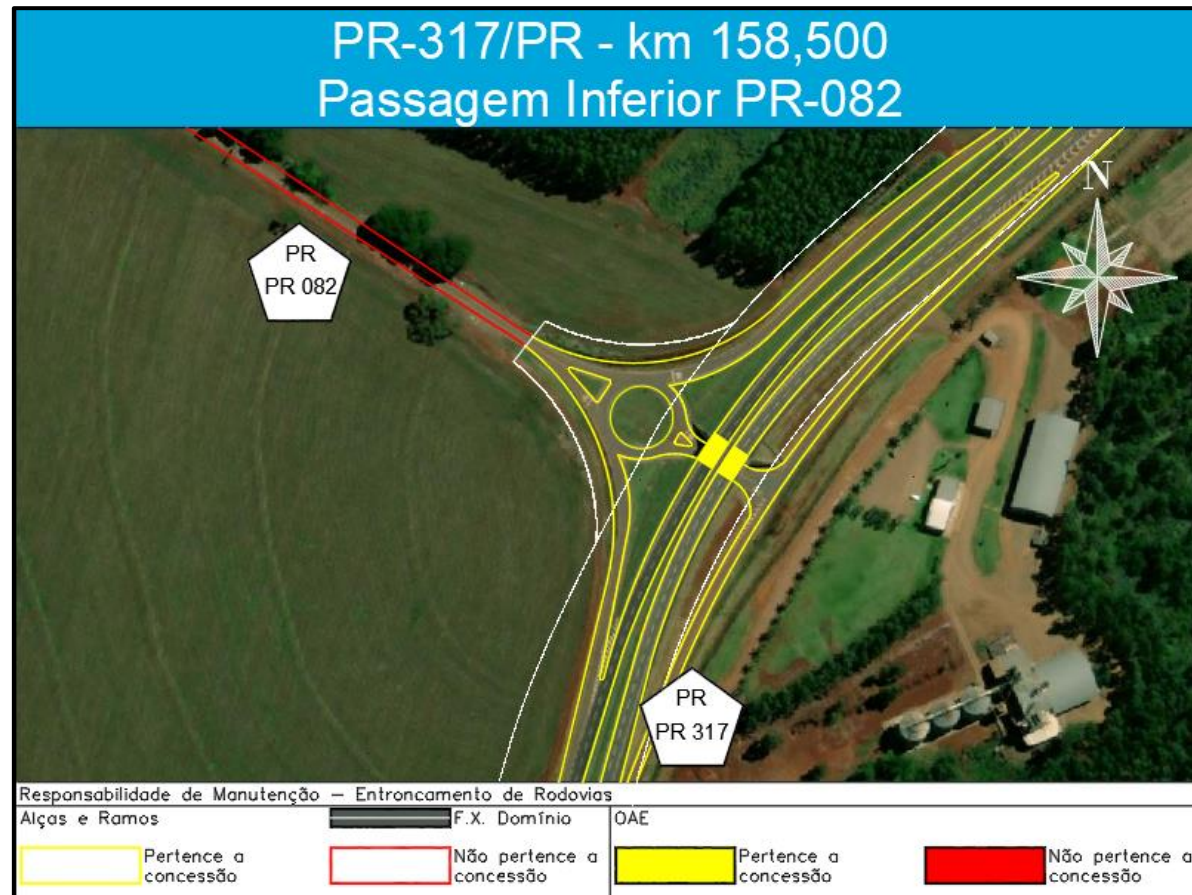 PR-317/PR - km 158,500
Passagem Inferior PR-082
N
PR
PR 082
PR
PR 317
Responsabilidade de Manutenção – Entroncamento de Rodovias
Alças e Ramos
F.X. Domínio
OAE
Pertence a
concessão
Não pertence a
concessão
Pertence a
concessão
Não pertence a
concessão